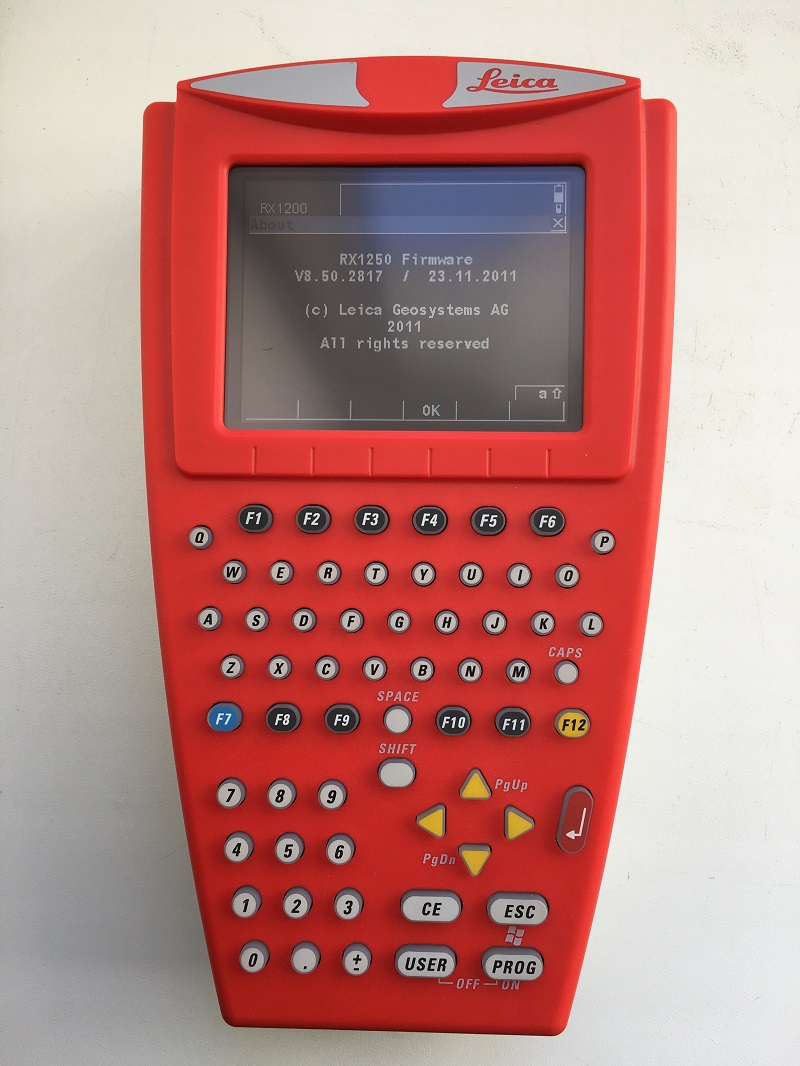 Leica
RX1200
About
RX1250 Firmware
V8.50.2817 / 23.11.2011
(c) Leica Geosystems AG
2011
All rights reserved
a
OK
F1 F2 F3 F4 F5 F6
Q P
W E R T Y U I O
A S D F G H J K L
CAPS
Z X C V B N M
SPACE
F7 F8 F9 F10 F11 F12
SHIFT
PgUp
7 8 9
PgDn
4 5 6
1 2 3 CE ESC
0 . ± USER PROG
OFF ON